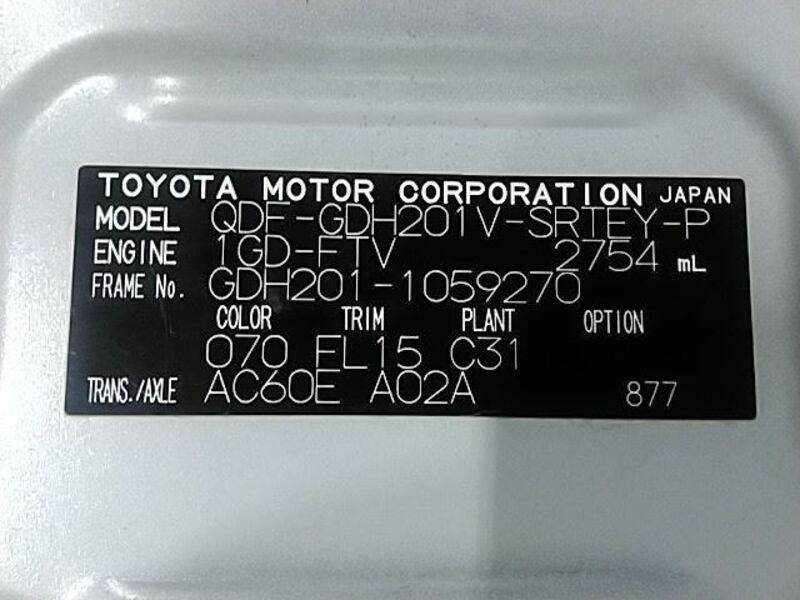 TOYOTA MOTOR CORPORATION JAPAN
MODEL QDF-GDH201V-SRTEY-P
ENGINE 1GD-FTV 2754 mL
FRAME No. GDH201-1059270
COLOR TRIM PLANT OPTION
070 FL15 C31
TRANS./AXLE AC60E A02A 877